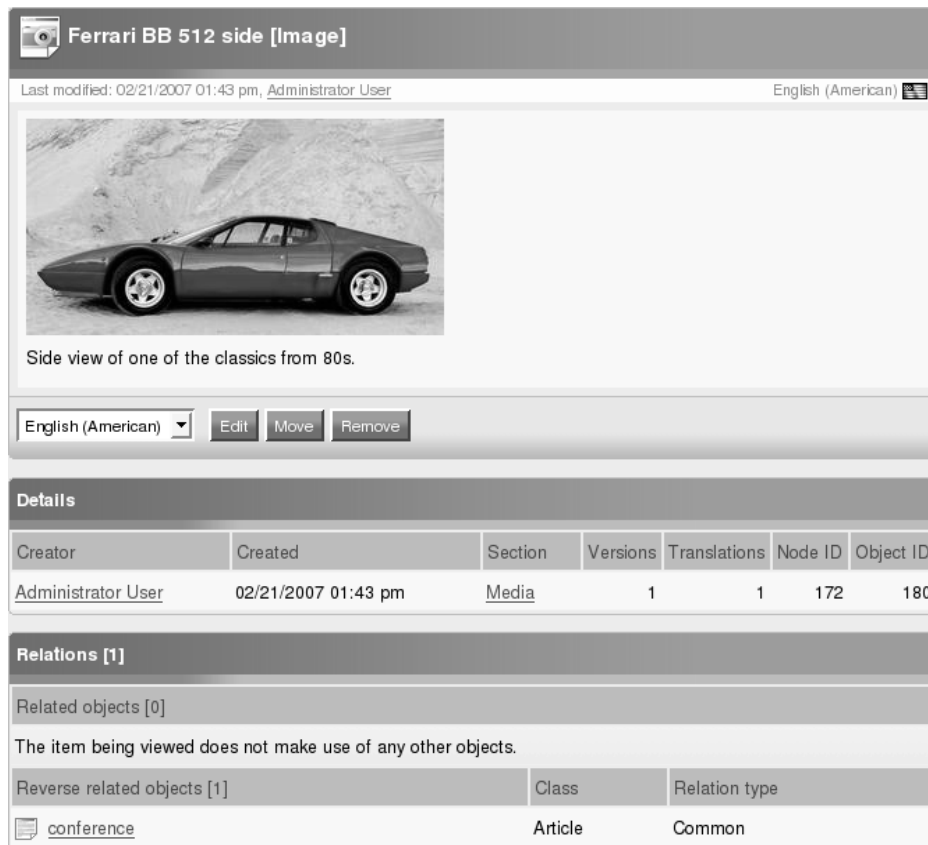 Ferrari BB 512 side [Image]
Last modified: 02/21/2007 01:43 pm, Administrator User English (American)
Side view of one of the classics from 80s.
English (American) Edit Move Remove
Details
Creator Created Section Versions Translations Node ID Object ID
Administrator User 02/21/2007 01:43 pm Media 1 1 172 180
Relations [1]
Related objects [0]
The item being viewed does not make use of any other objects.
Reverse related objects [1] Class Relation type
conference Article Common